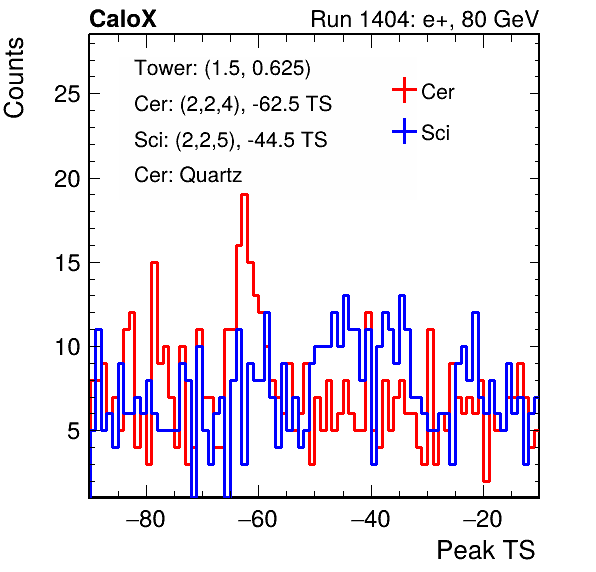 CaloX Run 1404: e+, 80 GeV
Counts
Tower: (1.5, 0.625)
Cer: (2,2,4), -62.5 TS
Sci: (2,2,5), -44.5 TS
Cer: Quartz
Cer
Sci
25
20
15
10
5
−80 −60 −40 −20
Peak TS